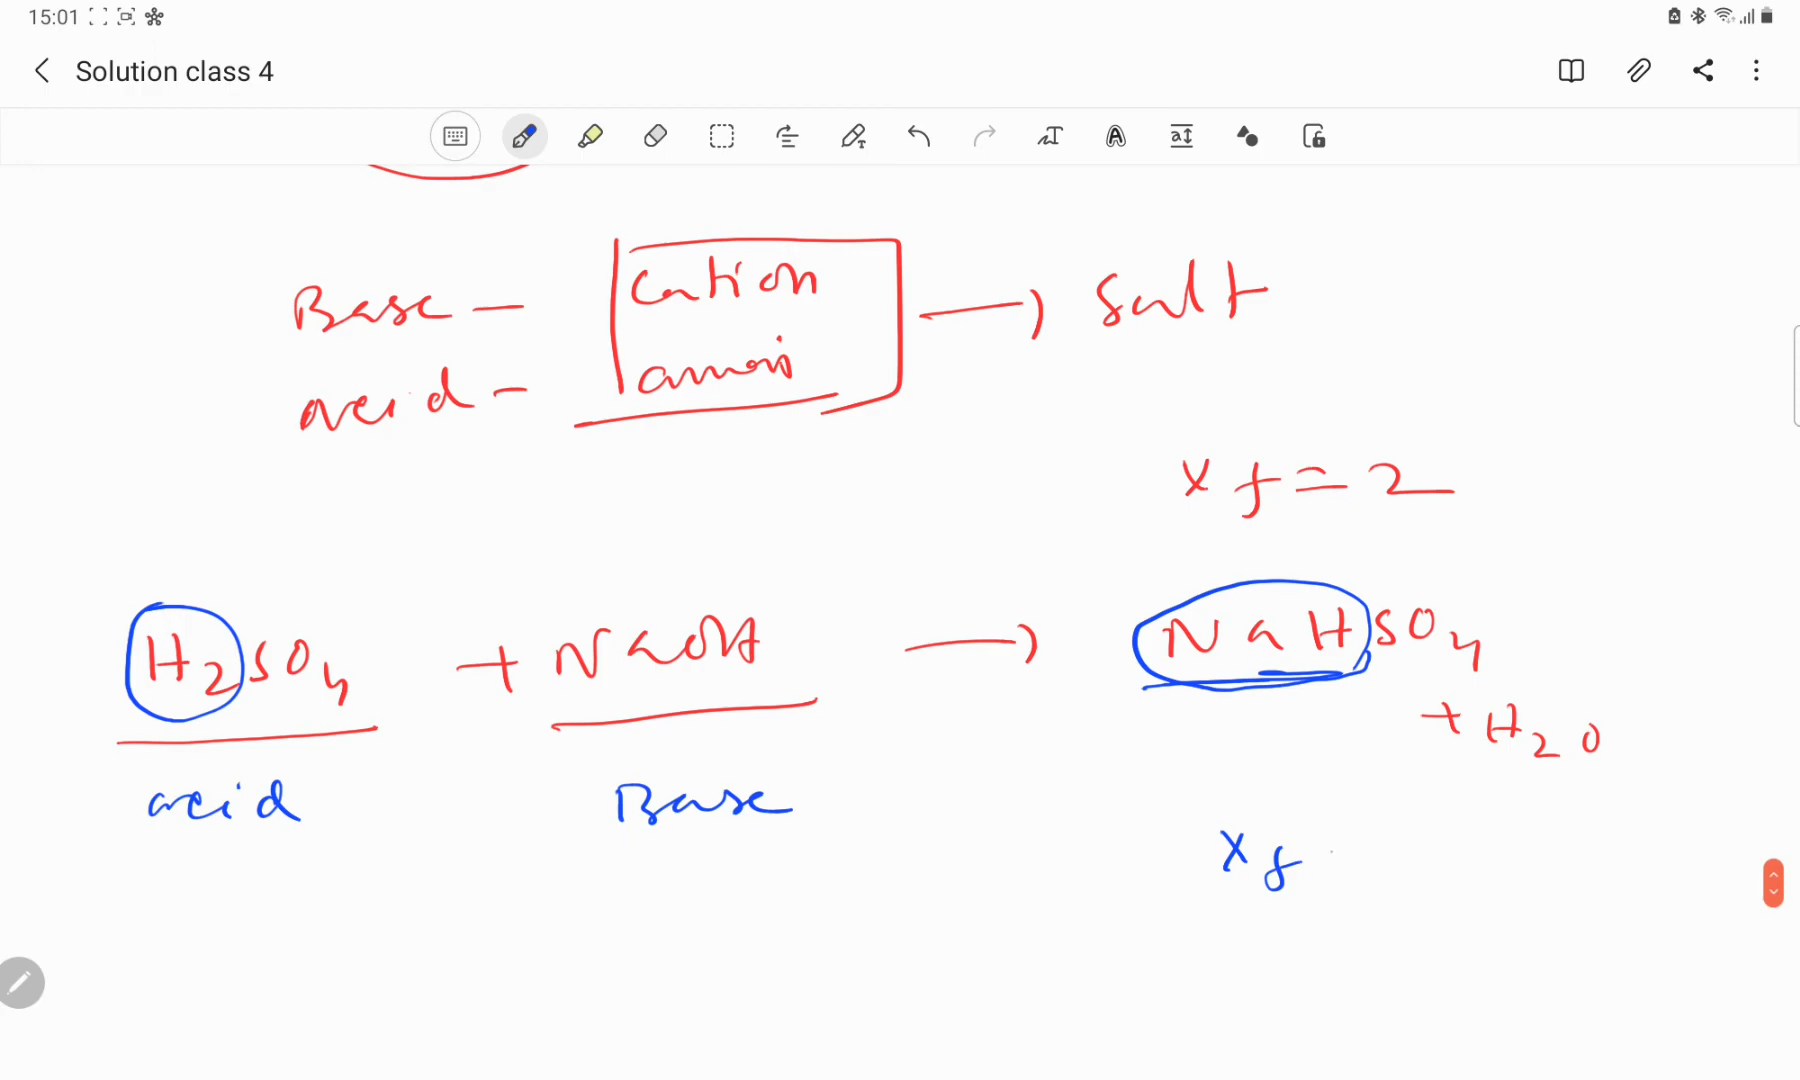 15:01
Solution class 4
Base — cation → Salt
acid — anion
x f = 2
H2SO4 + NaOH → NaHSO4
+ H2O
acid Base
x f